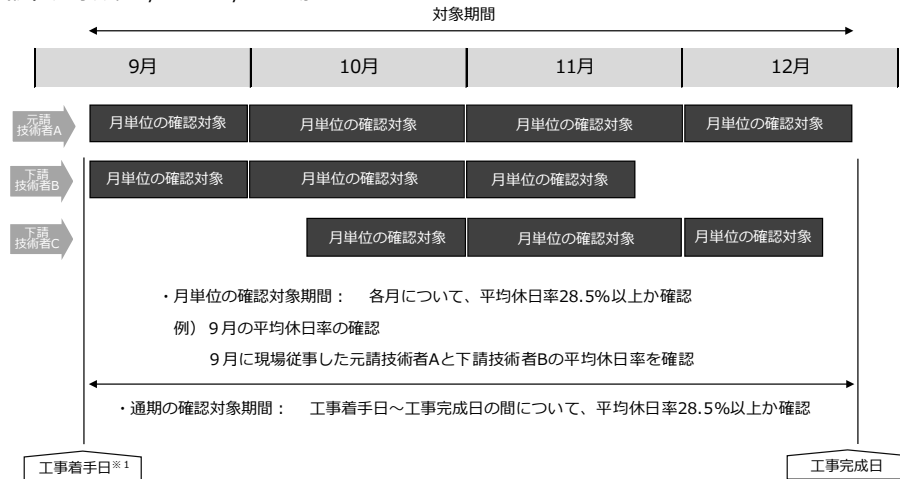 対象期間
9月 10月 11月 12月
元請
技術者A
月単位の確認対象 月単位の確認対象 月単位の確認対象 月単位の確認対象
下請
技術者B
月単位の確認対象 月単位の確認対象 月単位の確認対象
下請
技術者C
月単位の確認対象 月単位の確認対象 月単位の確認対象
・月単位の確認対象期間： 各月について、平均休日率28.5%以上か確認
例）９月の平均休日率の確認
９月に現場従事した元請技術者Aと下請技術者Bの平均休日率を確認
・通期の確認対象期間： 工事着手日～工事完成日の間について、平均休日率28.5%以上か確認
工事着手日※１ 工事完成日